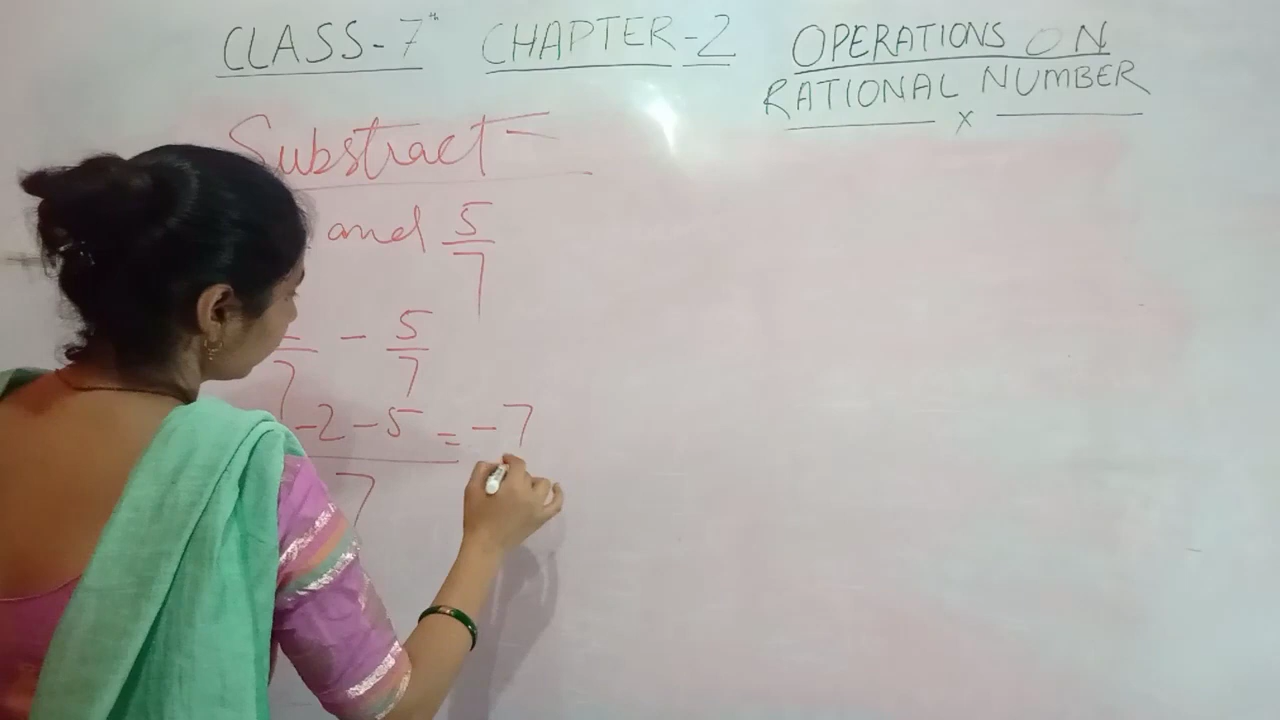 CLASS-7th CHAPTER-2 OPERATIONS ON
RATIONAL NUMBER
x
Substract-
and 5/7
- 5/7
-2-5/7 = -7